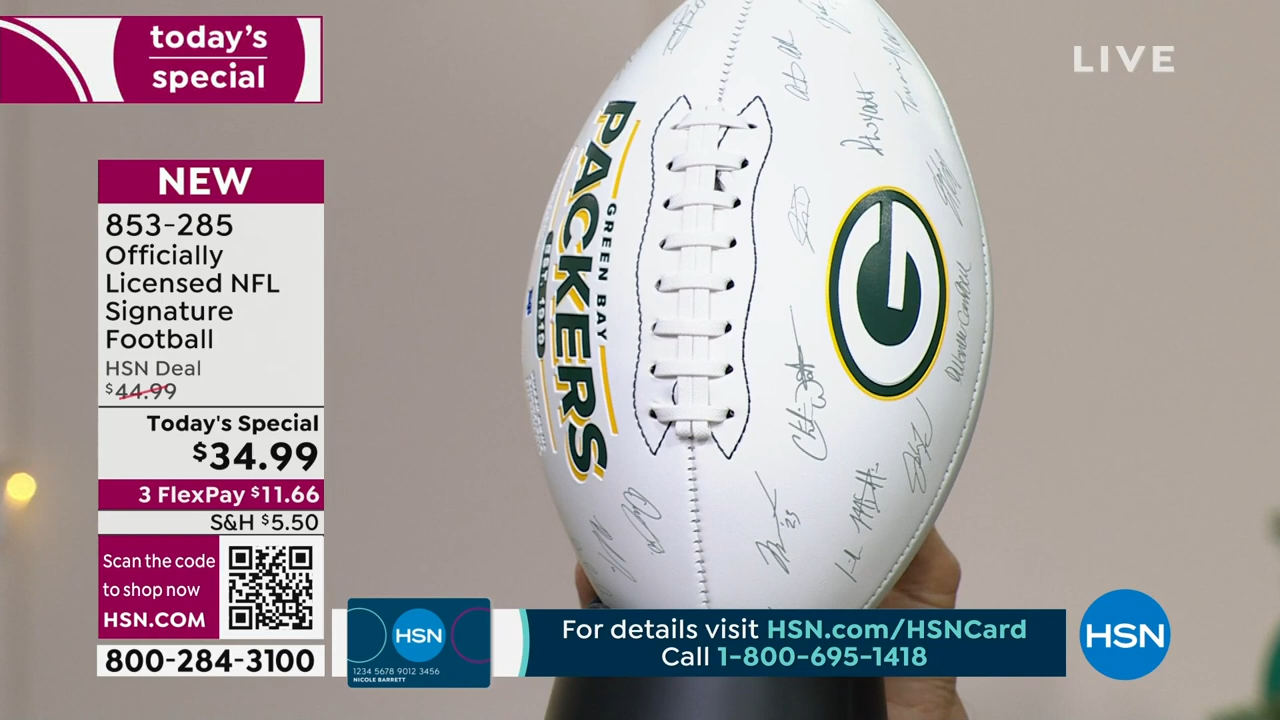 today's
special
LIVE
NEW
853-285
Officially
Licensed NFL
Signature
Football
HSN Deal
$44.99
Today's Special
$34.99
3 FlexPay $11.66
S&H $5.50
Scan the code
to shop now
HSN.COM
800-284-3100
GREEN BAY
PACKERS
EST. 1919
G
HSN
1234 5678 9012 3456
NICOLE BARRETT
For details visit HSN.com/HSNCard
Call 1-800-695-1418
HSN